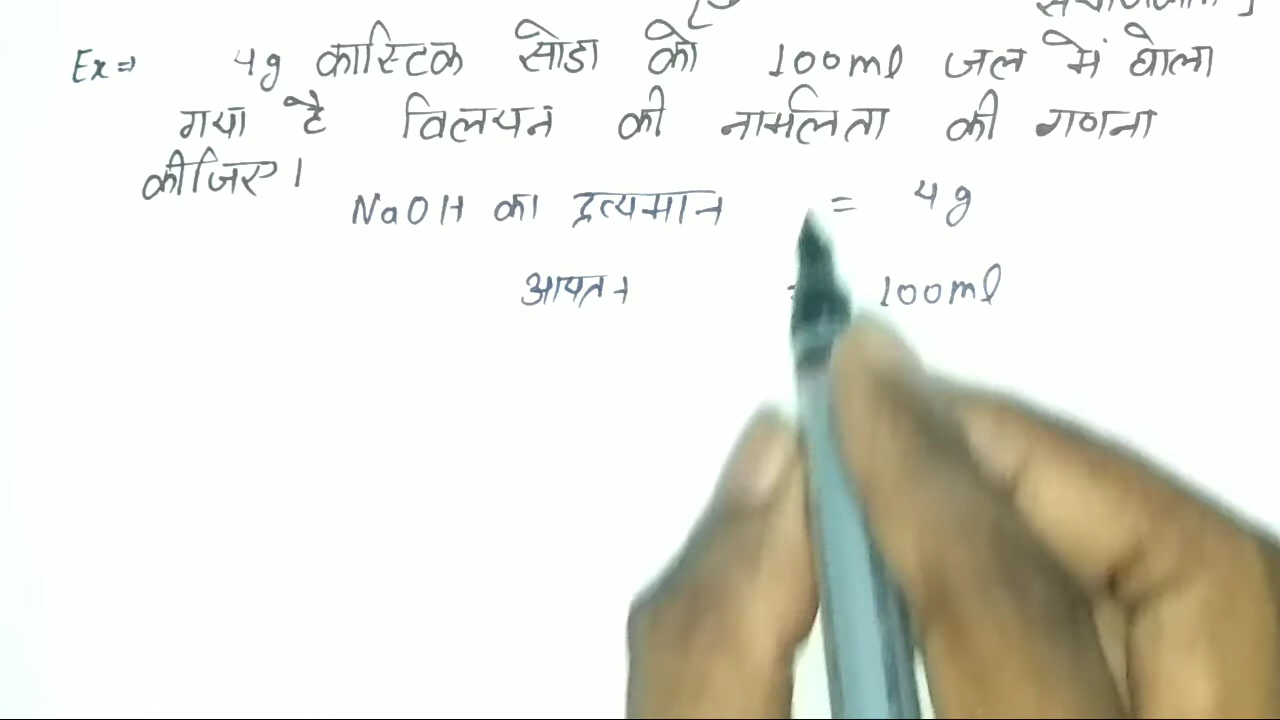 Ex⇒ 4g कास्टिक सोडा को 100ml जल में घोला
गया है विलयन की नार्मलता की गणना
कीजिए।
NaOH का द्रव्यमान = 4g
आयतन = 100ml